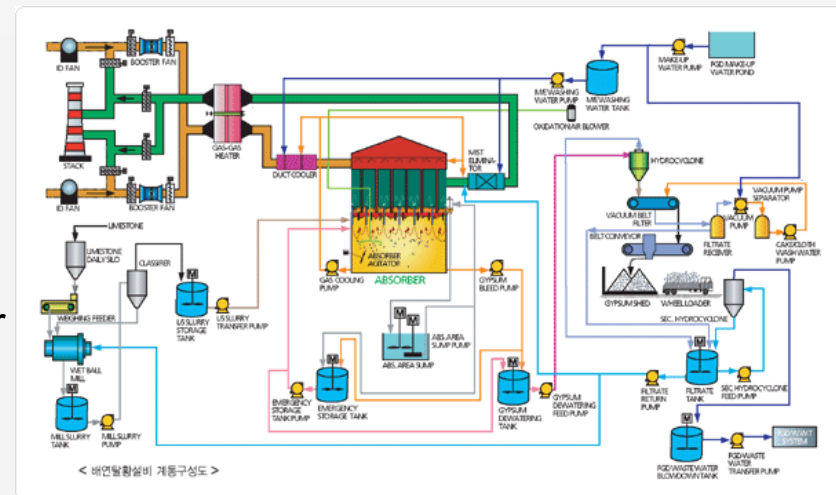 ID FAN
BOOSTER FAN
STACK
GAS-GAS
HEATER
DUCT COOLER
ID FAN
BOOSTER FAN
MIST
ELIMINA-
TOR
M/E WASHING
WATER PUMP
M/E WASHING
WATER TANK
OXIDATION AIR BLOWER
MAKE-UP
WATER PUMP
FGD MAKE-UP
WATER POND
HYDROCYCLONE
VACUUM BELT
FILTER
VACUUM
PUMP
VACUUM PUMP
SEPARATOR
FILTRATE
RECEIVER
CAKE/CLOTH
WASH WATER
PUMP
BELT CONVEYOR
GYPSUM SHED
WHEEL LOADER
SEC. HYDROCYCLONE
LIMESTONE
LIMESTONE
DAILY SILO
CLASSIFIER
WEIGHING FEEDER
WET BALL
MILL
MILL SLURRY
TANK
MILL SLURRY
PUMP
L/S SLURRY
STORAGE
TANK
L/S SLURRY
TRANSFER PUMP
GAS COOLING
PUMP
ABSORBER
AGITATOR
ABSORBER
GYPSUM
BLEED PUMP
ABS. AREA
SUMP PUMP
ABS. AREA SUMP
EMERGENCY
STORAGE
TANK PUMP
EMERGENCY
STORAGE TANK
GYPSUM
DEWATERING
TANK
GYPSUM
DEWATERING
FEED PUMP
FILTRATE
RETURN
PUMP
FILTRATE
TANK
SEC. HYDROCYCLONE
FEED PUMP
FGD WASTE WATER
BLOWDOWN TANK
FGD WASTE
WATER
TRANSFER PUMP
FGD WWT
SYSTEM
M
M
M
M
M
M
M
M
< 배연탈황설비 계통구성도 >